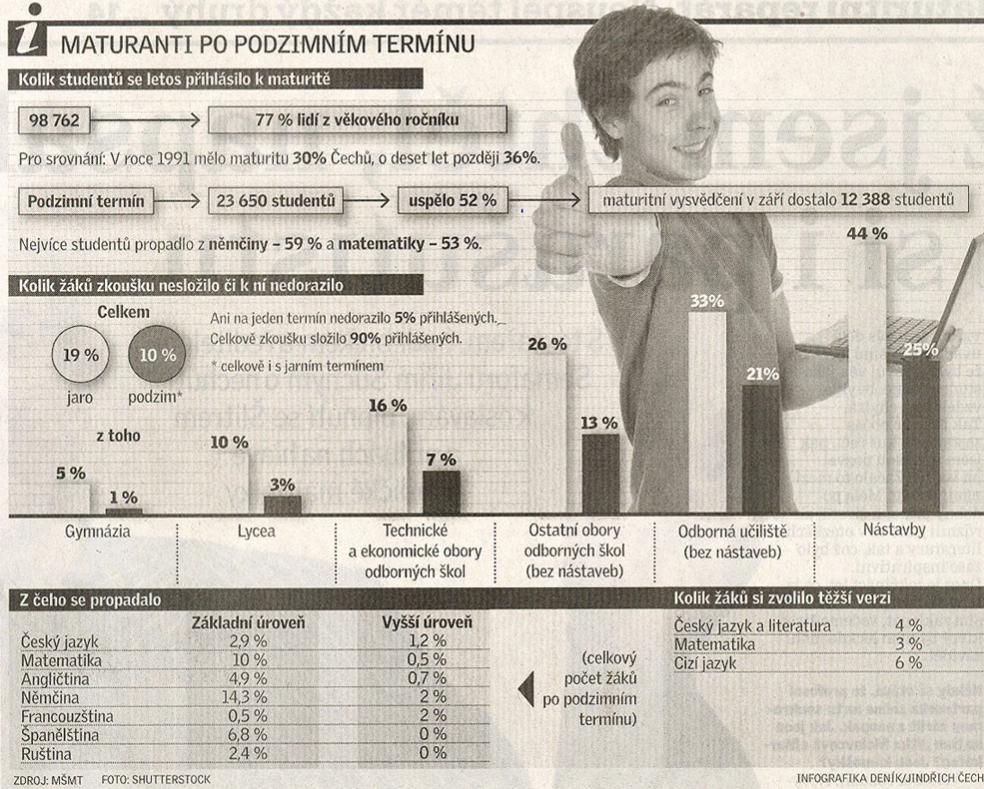 i MATURANTI PO PODZIMNÍM TERMÍNU
Kolik studentů se letos přihlásilo k maturitě
98 762 77 % lidí z věkového ročníku
Pro srovnání: V roce 1991 mělo maturitu 30% Čechů, o deset let později 36%.
Podzimní termín 23 650 studentů uspělo 52 % maturitní vysvědčení v září dostalo 12 388 studentů
Nejvíce studentů propadlo z němčiny – 59 % a matematiky – 53 %.
Kolik žáků zkoušku nesložilo či k ní nedorazilo
Celkem
19 % 10 %
jaro podzim*
Ani na jeden termín nedorazilo 5% přihlášených.
Celkově zkoušku složilo 90% přihlášených.
* celkově i s jarním termínem
z toho
5 % 1 %
Gymnázia
10 % 3%
Lycea
16 % 7 %
Technické
a ekonomické obory
odborných škol
26 % 13 %
Ostatní obory
odborných škol
(bez nástaveb)
33% 21%
Odborná učiliště
(bez nástaveb)
44 % 25%
Nástavby
Z čeho se propadalo
Základní úroveň Vyšší úroveň
Český jazyk 2,9 % 1,2 %
Matematika 10 % 0,5 %
Angličtina 4,9 % 0,7 %
Němčina 14,3 % 2 %
Francouzština 0,5 % 2 %
Španělština 6,8 % 0 %
Ruština 2,4 % 0 %
(celkový
počet žáků
po podzimním
termínu)
Kolik žáků si zvolilo těžší verzi
Český jazyk a literatura 4 %
Matematika 3 %
Cizí jazyk 6 %
ZDROJ: MŠMT FOTO: SHUTTERSTOCK
INFOGRAFIKA DENÍK/JINDŘICH ČECH